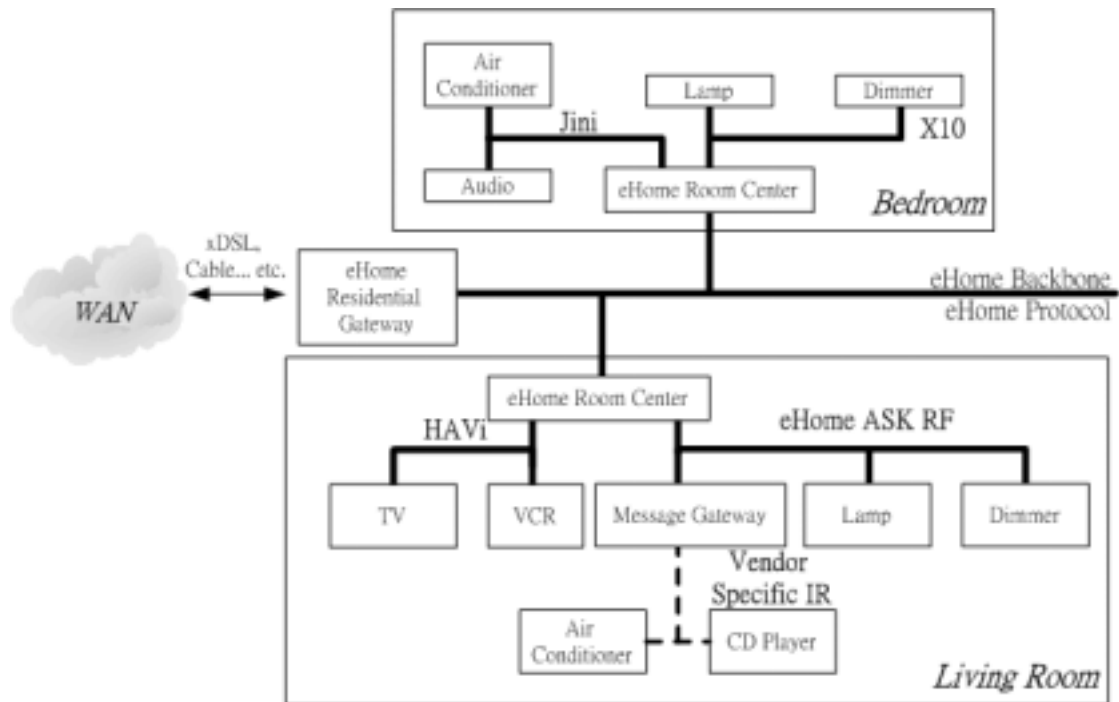 Air
Conditioner
Lamp
Dimmer
Jini
X10
Audio
eHome Room Center
Bedroom
xDSL,
Cable... etc.
WAN
eHome
Residential
Gateway
eHome Backbone
eHome Protocol
eHome Room Center
HAVi
eHome ASK RF
TV
VCR
Message Gateway
Lamp
Dimmer
Vendor
Specific IR
Air
Conditioner
CD Player
Living Room